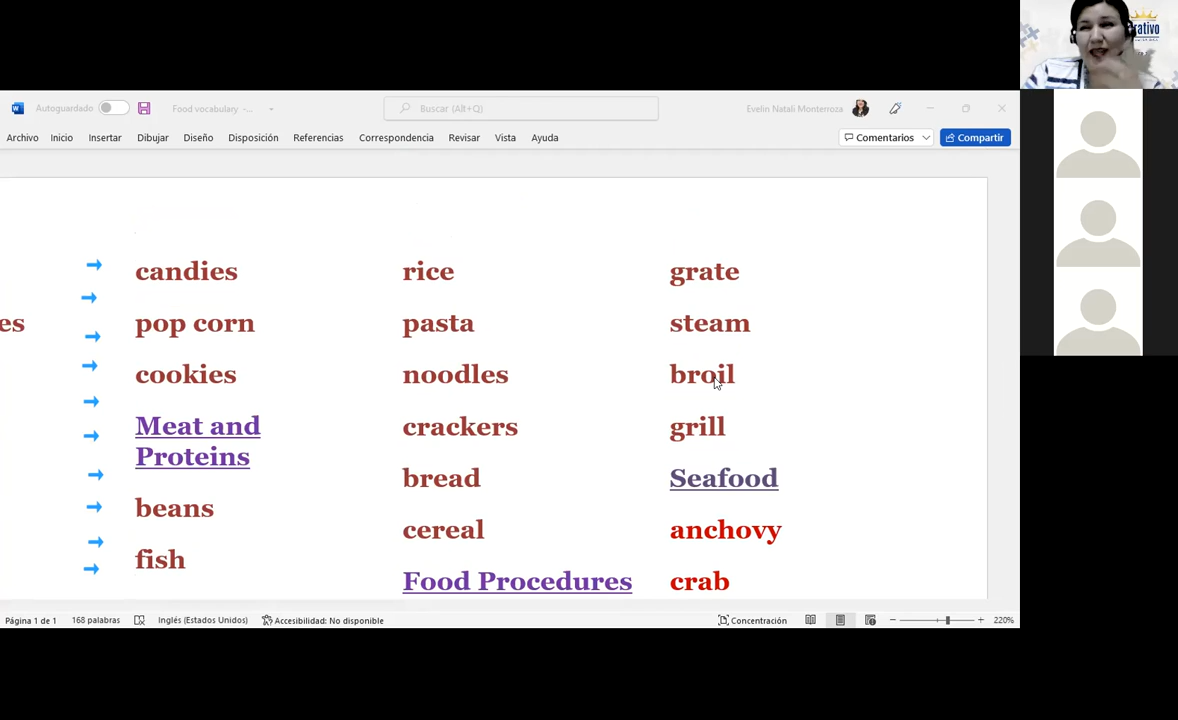 rativo
Autoguardado
Food vocabulary -...
Buscar (Alt+Q)
Evelin Natali Monterroza
Archivo Inicio Insertar Dibujar Diseño Disposición Referencias Correspondencia Revisar Vista Ayuda
Comentarios
Compartir
es
candies
pop corn
cookies
Meat and
Proteins
beans
fish
rice
pasta
noodles
crackers
bread
cereal
Food Procedures
grate
steam
broil
grill
Seafood
anchovy
crab
Página 1 de 1 168 palabras Inglés (Estados Unidos) Accesibilidad: No disponible
Concentración
220%